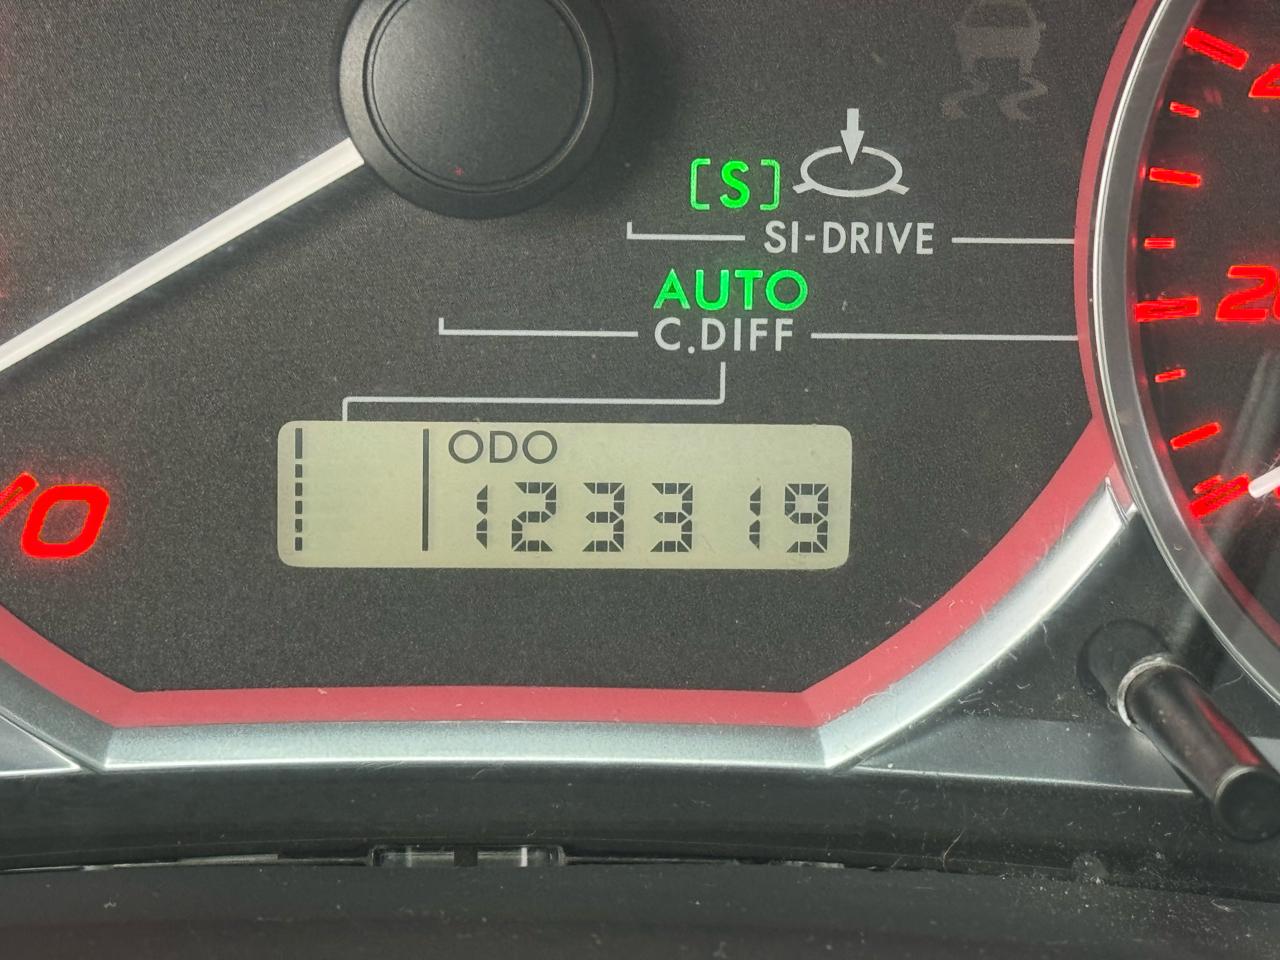 [S]
SI-DRIVE
AUTO
C.DIFF
ODO
123319